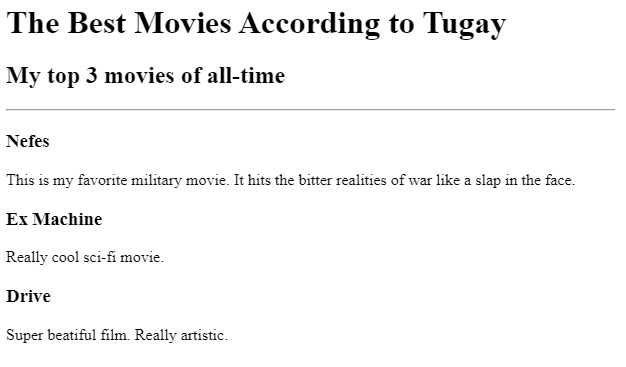 The Best Movies According to Tugay
My top 3 movies of all-time
Nefes
This is my favorite military movie. It hits the bitter realities of war like a slap in the face.
Ex Machine
Really cool sci-fi movie.
Drive
Super beatiful film. Really artistic.